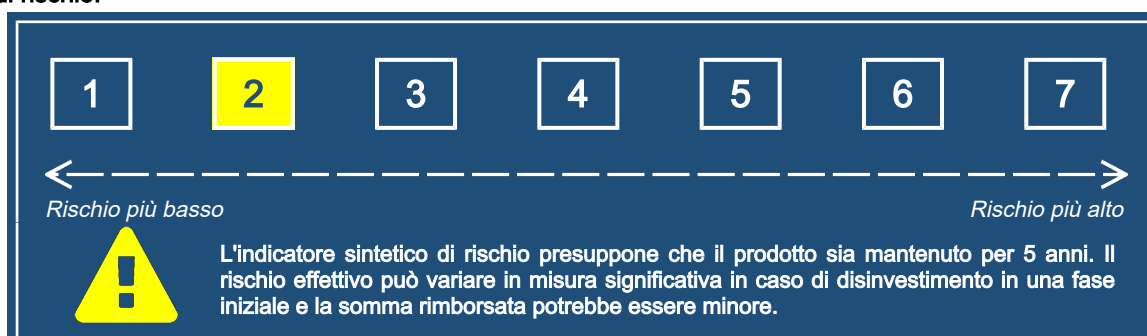 di rischio:
1 2 3 4 5 6 7
Rischio più basso Rischio più alto
L'indicatore sintetico di rischio presuppone che il prodotto sia mantenuto per 5 anni. Il
rischio effettivo può variare in misura significativa in caso di disinvestimento in una fase
iniziale e la somma rimborsata potrebbe essere minore.